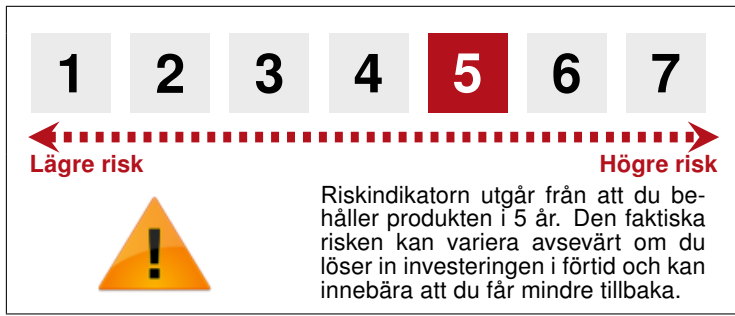 1 2 3 4 5 6 7
Lägre risk Högre risk
Riskindikatorn utgår från att du be-
håller produkten i 5 år. Den faktiska
risken kan variera avsevärt om du
löser in investeringen i förtid och kan
innebära att du får mindre tillbaka.